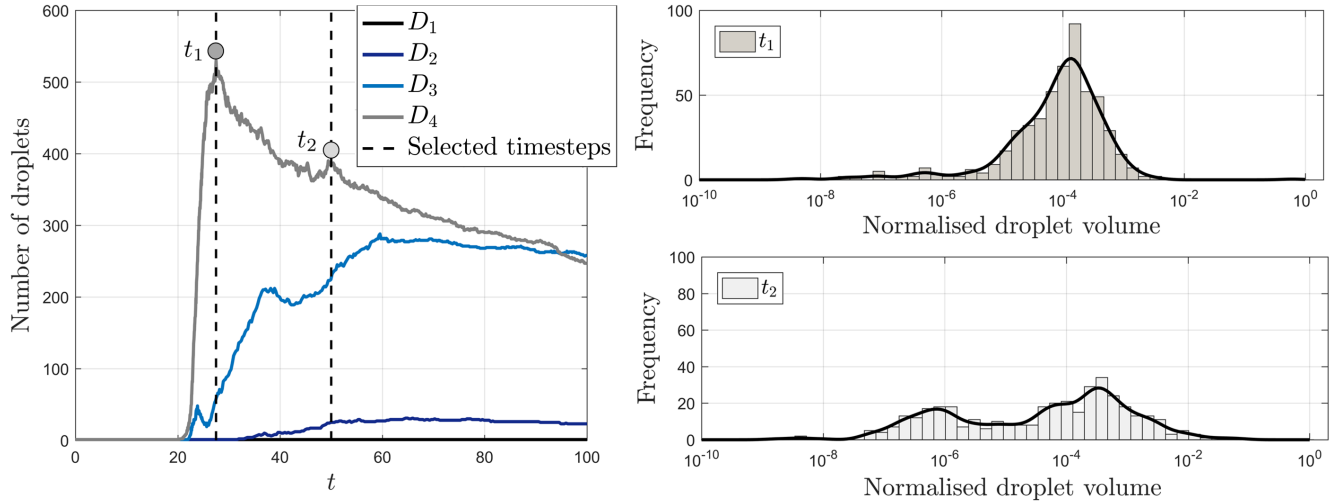 600
500
400
300
200
100
0
0 20 40 60 80 100
Number of droplets
t
t₁
t₂
D₁
D₂
D₃
D₄
Selected timesteps
100
50
0
10⁻¹⁰ 10⁻⁸ 10⁻⁶ 10⁻⁴ 10⁻² 10⁰
Frequency
Normalised droplet volume
t₁
100
80
60
40
20
0
10⁻¹⁰ 10⁻⁸ 10⁻⁶ 10⁻⁴ 10⁻² 10⁰
Frequency
Normalised droplet volume
t₂